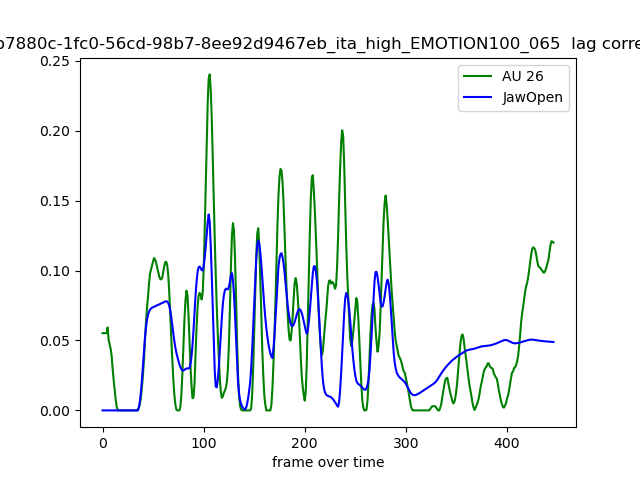 b7880c-1fc0-56cd-98b7-8ee92d9467eb_ita_high_EMOTION100_065 lag corre
0.25
AU 26
JawOpen
0.20
0.15
0.10
0.05
0.00
0 100 200 300 400
frame over time